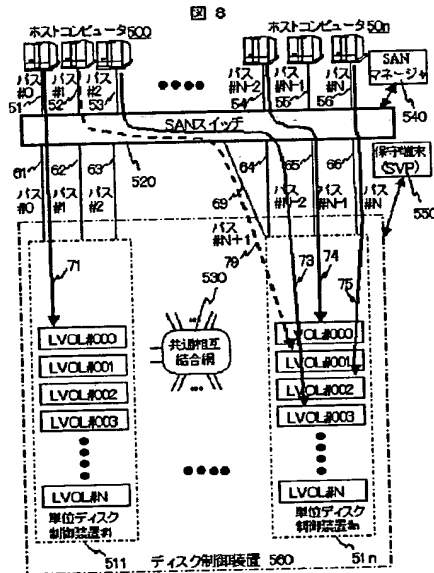 図 8
ホストコンピュータ 500
ホストコンピュータ 50n
パス #0
パス #1
パス #2
51
52
53
パス #N-2
パス #N-1
パス #N
54
55
56
SAN マネージャ
540
SANスイッチ
520
保守端末 (SVP)
550
61
62
63
64
65
66
69
パス #0
パス #1
パス #2
パス #N+1
パス #N-2
パス #N-1
パス #N
71
79
73
74
75
530
共通相互結合網
LVOL#000
LVOL#001
LVOL#002
LVOL#003
LVOL#N
単位ディスク
制御装置#1
511
LVOL#000
LVOL#001
LVOL#002
LVOL#003
LVOL#N
単位ディスク
制御装置#n
51n
ディスク制御装置 560